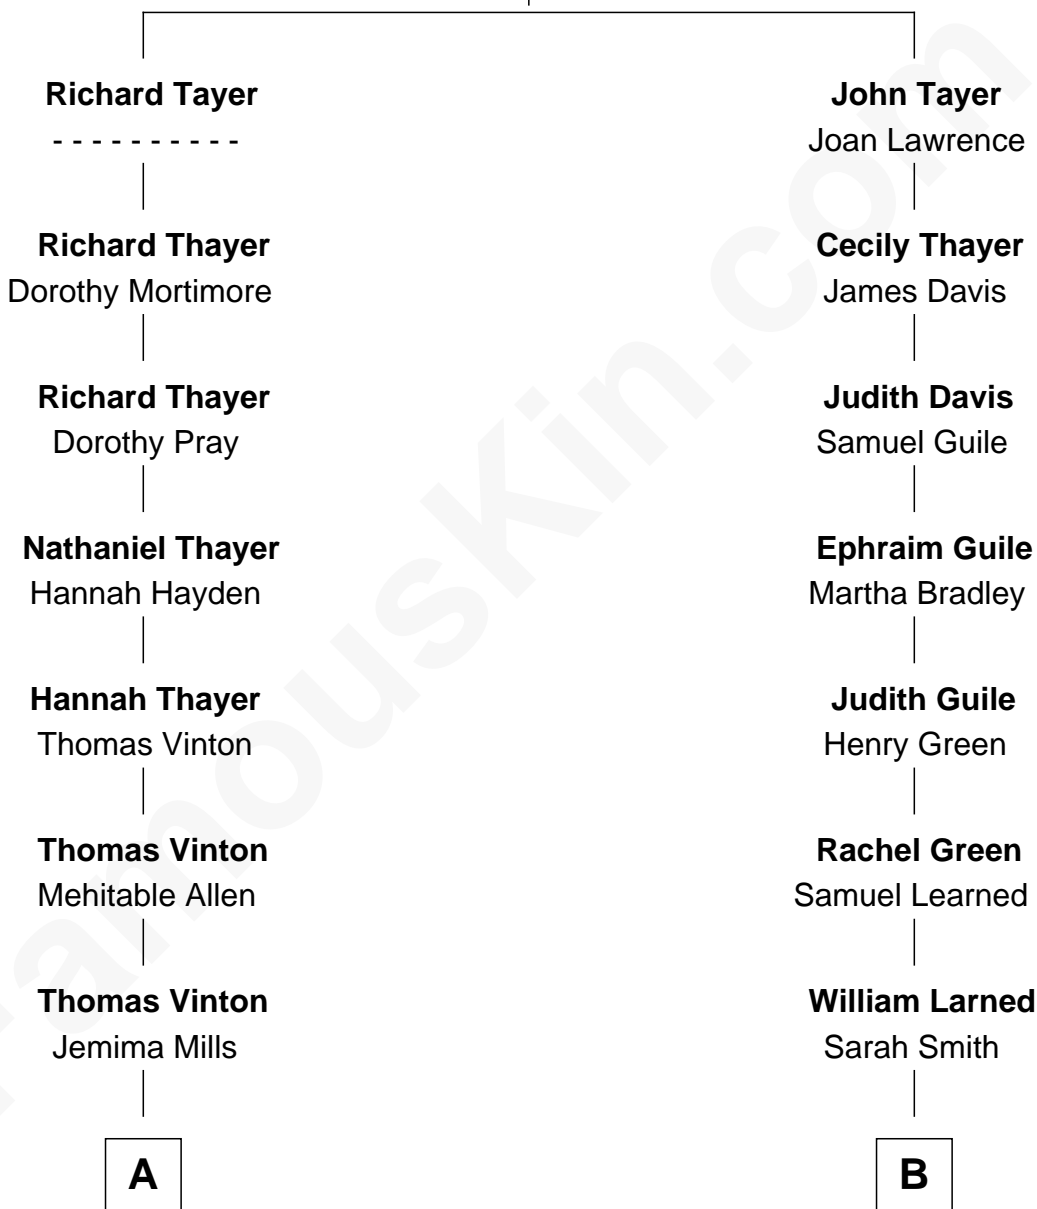 Richard Tayer
- - - - - - - - - -
Richard Thayer
Dorothy Mortimore
Richard Thayer
Dorothy Pray
Nathaniel Thayer
Hannah Hayden
Hannah Thayer
Thomas Vinton
Thomas Vinton
Mehitable Allen
Thomas Vinton
Jemima Mills
A
John Tayer
Joan Lawrence
Cecily Thayer
James Davis
Judith Davis
Samuel Guile
Ephraim Guile
Martha Bradley
Judith Guile
Henry Green
Rachel Green
Samuel Learned
William Larned
Sarah Smith
B
FamousKin.com